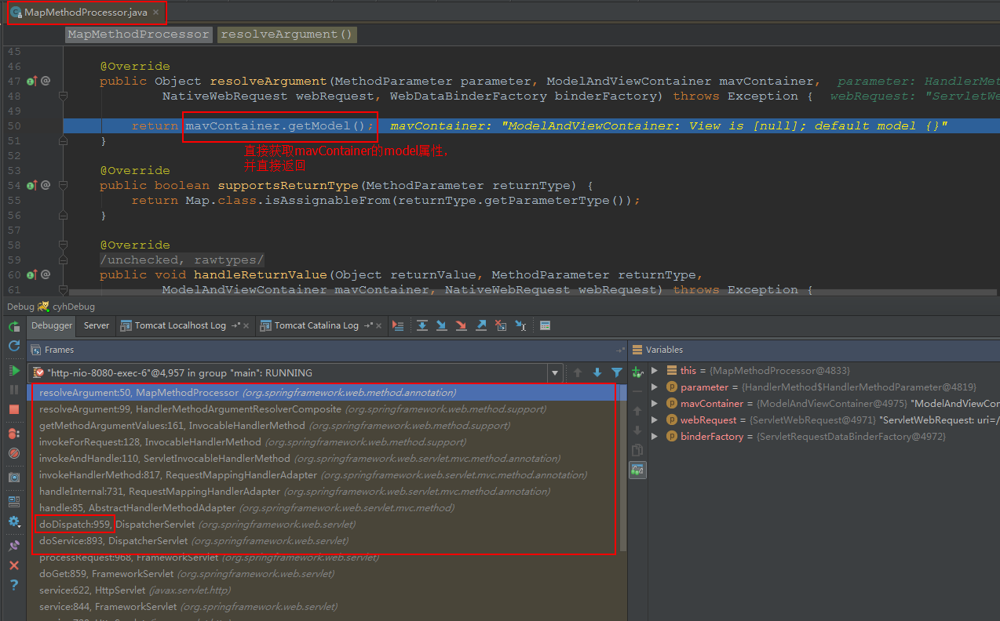 MapMethodProcessor.java ×
MapMethodProcessor resolveArgument()
45
46 @Override
47 public Object resolveArgument(MethodParameter parameter, ModelAndViewContainer mavContainer, parameter: HandlerMet
48 NativeWebRequest webRequest, WebDataBinderFactory binderFactory) throws Exception { webRequest: "ServletWe
49
50 return mavContainer.getModel(); mavContainer: "ModelAndViewContainer: View is [null]; default model {}"
51 }
直接获取mavContainer的model属性,
52
并直接返回
53 @Override
54 public boolean supportsReturnType(MethodParameter returnType) {
55 return Map.class.isAssignableFrom(returnType.getParameterType());
56 }
57
58 @Override
59 /unchecked, rawtypes/
60 public void handleReturnValue(Object returnValue, MethodParameter returnType,
61 ModelAndViewContainer mavContainer, NativeWebRequest webRequest) throws Exception {
Debug cyhDebug
Debugger Server Tomcat Localhost Log Tomcat Catalina Log
Frames Variables
"http-nio-8080-exec-6"@4,957 in group "main": RUNNING
resolveArgument:50, MapMethodProcessor (org.springframework.web.method.annotation)
resolveArgument:99, HandlerMethodArgumentResolverComposite (org.springframework.web.method.support)
getMethodArgumentValues:161, InvocableHandlerMethod (org.springframework.web.method.support)
invokeForRequest:128, InvocableHandlerMethod (org.springframework.web.method.support)
invokeAndHandle:110, ServletInvocableHandlerMethod (org.springframework.web.servlet.mvc.method.annotation)
invokeHandlerMethod:817, RequestMappingHandlerAdapter (org.springframework.web.servlet.mvc.method.annotation)
handleInternal:731, RequestMappingHandlerAdapter (org.springframework.web.servlet.mvc.method.annotation)
handle:85, AbstractHandlerMethodAdapter (org.springframework.web.servlet.mvc.method)
doDispatch:959, DispatcherServlet (org.springframework.web.servlet)
doService:893, DispatcherServlet (org.springframework.web.servlet)
processRequest:968, FrameworkServlet (org.springframework.web.servlet)
doGet:859, FrameworkServlet (org.springframework.web.servlet)
service:622, HttpServlet (javax.servlet.http)
service:844, FrameworkServlet (org.springframework.web.servlet)
this = {MapMethodProcessor@4833}
parameter = {HandlerMethod$HandlerMethodParameter@4819}
mavContainer = {ModelAndViewContainer@4975} "ModelAndViewCon
webRequest = {ServletWebRequest@4971} "ServletWebRequest: uri=/
binderFactory = {ServletRequestDataBinderFactory@4972}